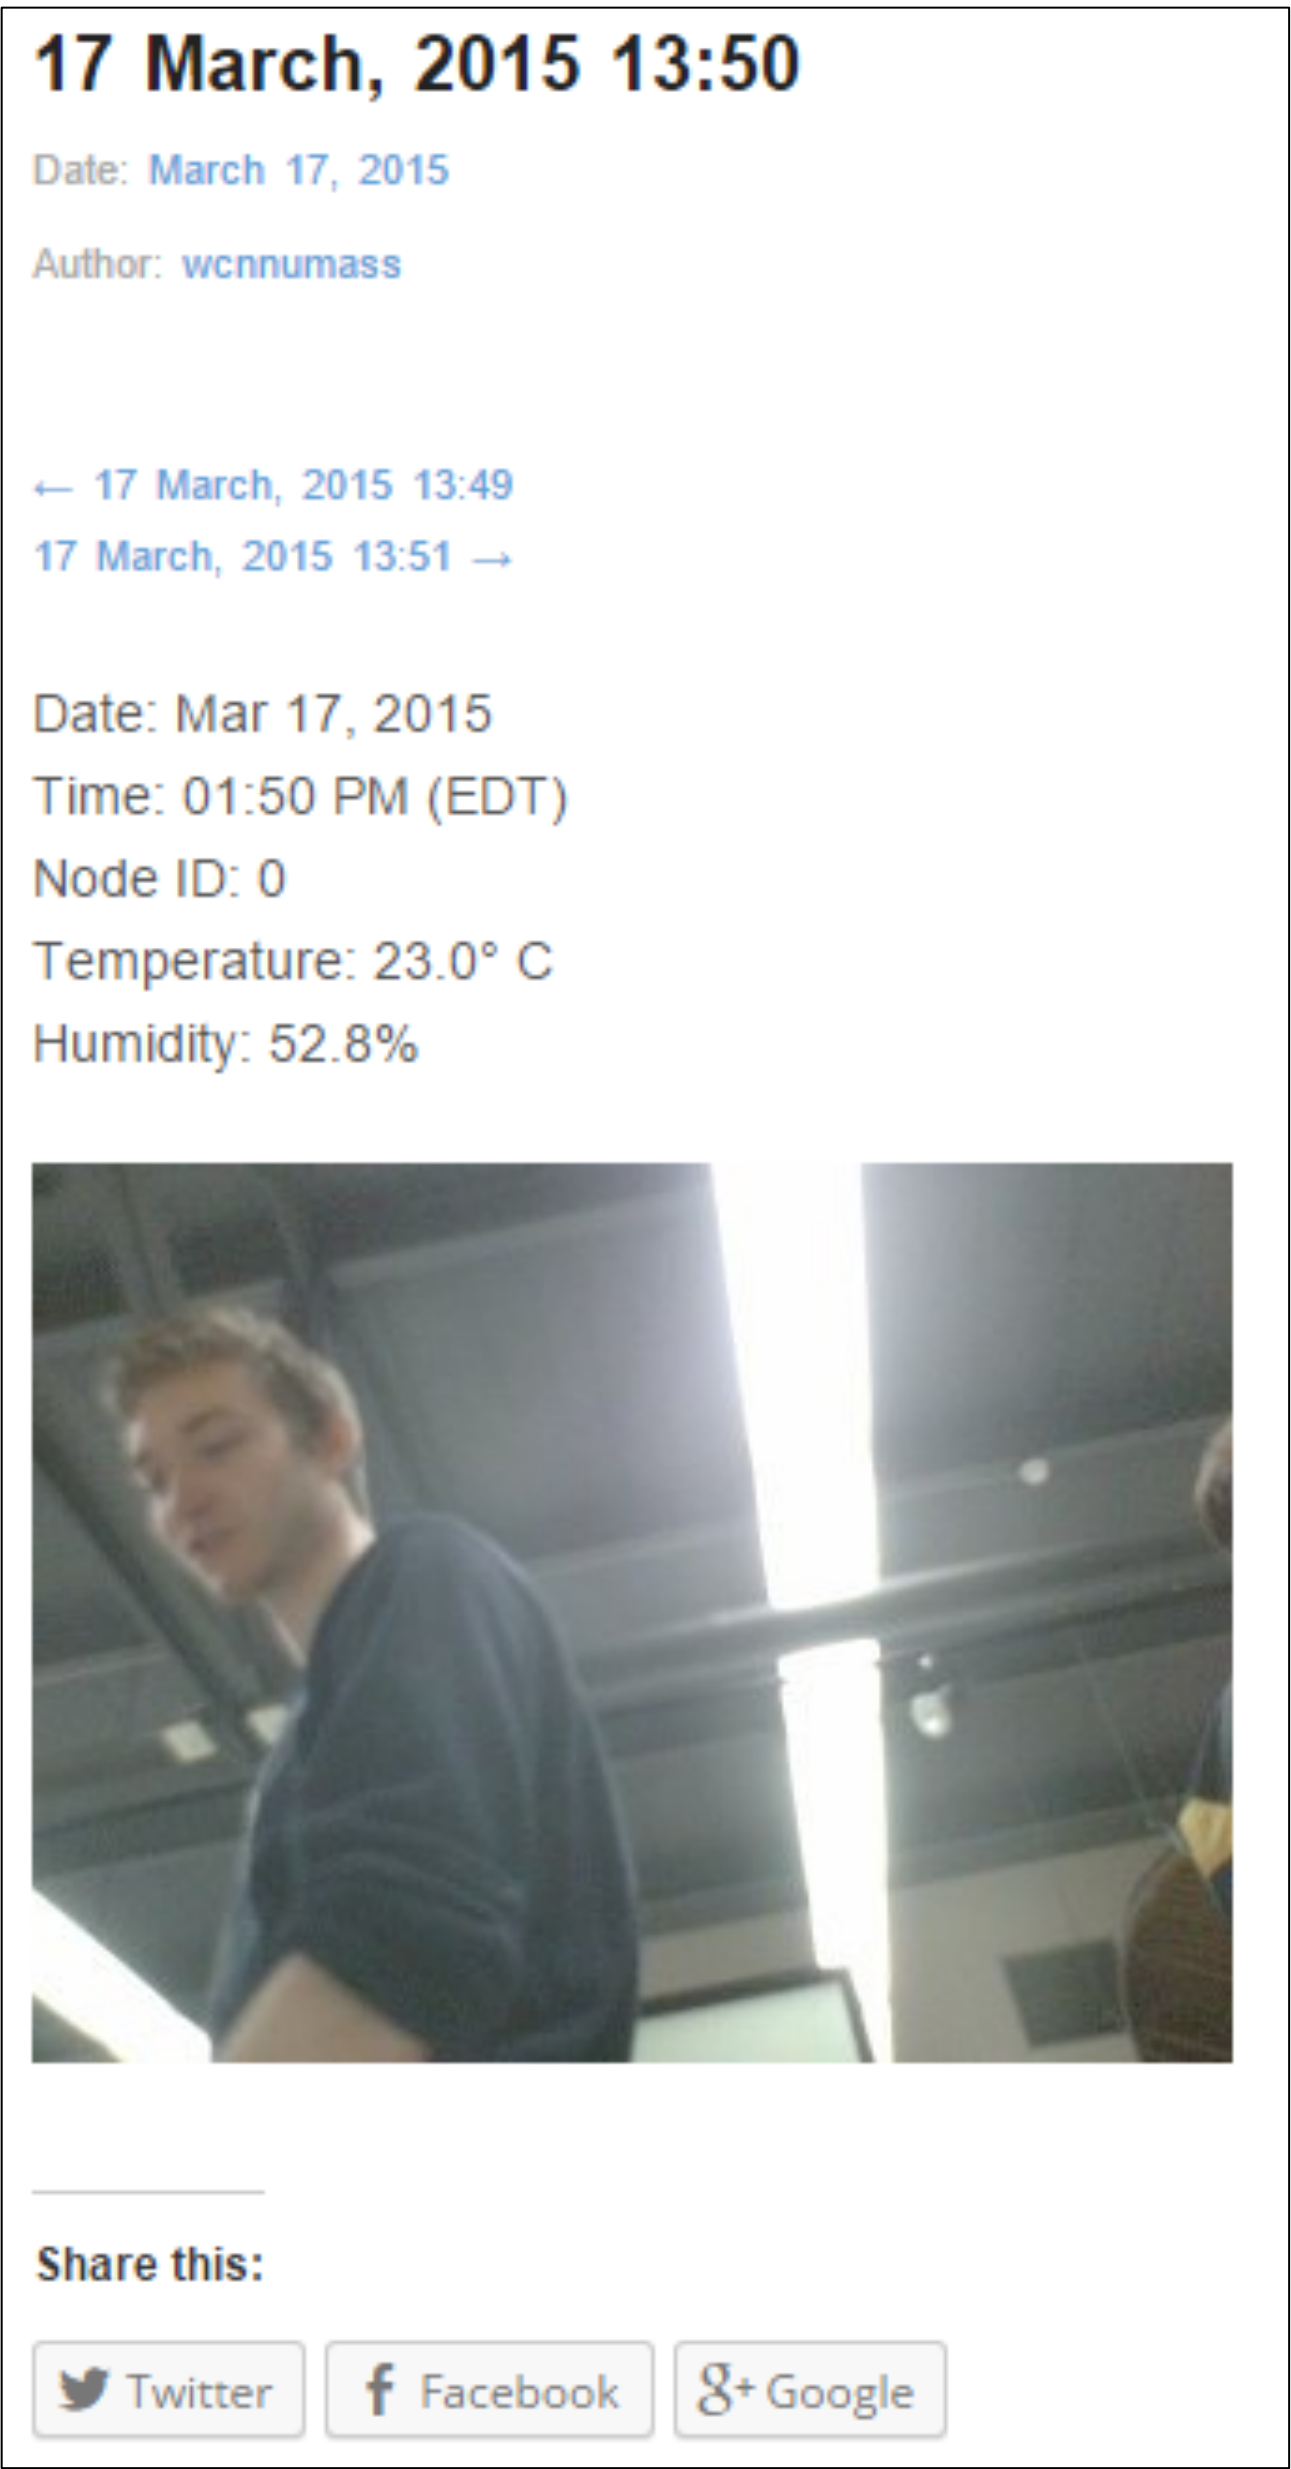 17 March, 2015 13:50
Date: March 17, 2015
Author: wcnnumass
← 17 March, 2015 13:49
17 March, 2015 13:51 →
Date: Mar 17, 2015
Time: 01:50 PM (EDT)
Node ID: 0
Temperature: 23.0° C
Humidity: 52.8%
Share this:
Twitter Facebook g+ Google